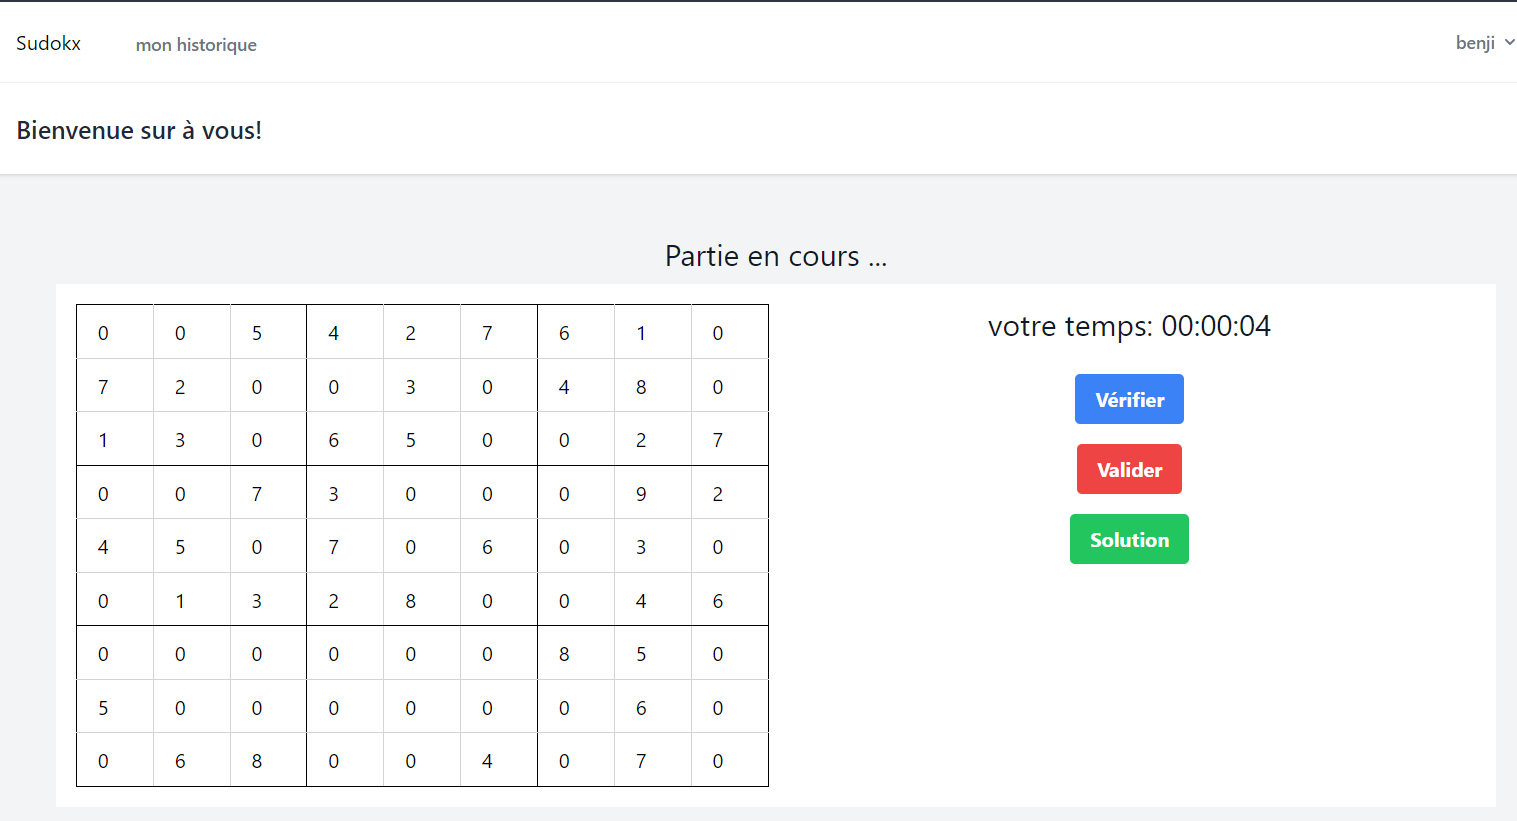 Sudokx mon historique benji
Bienvenue sur à vous!
Partie en cours ...
votre temps: 00:00:04
0 0 5 4 2 7 6 1 0
7 2 0 0 3 0 4 8 0
1 3 0 6 5 0 0 2 7
0 0 7 3 0 0 0 9 2
4 5 0 7 0 6 0 3 0
0 1 3 2 8 0 0 4 6
0 0 0 0 0 0 8 5 0
5 0 0 0 0 0 0 6 0
0 6 8 0 0 4 0 7 0
Vérifier
Valider
Solution